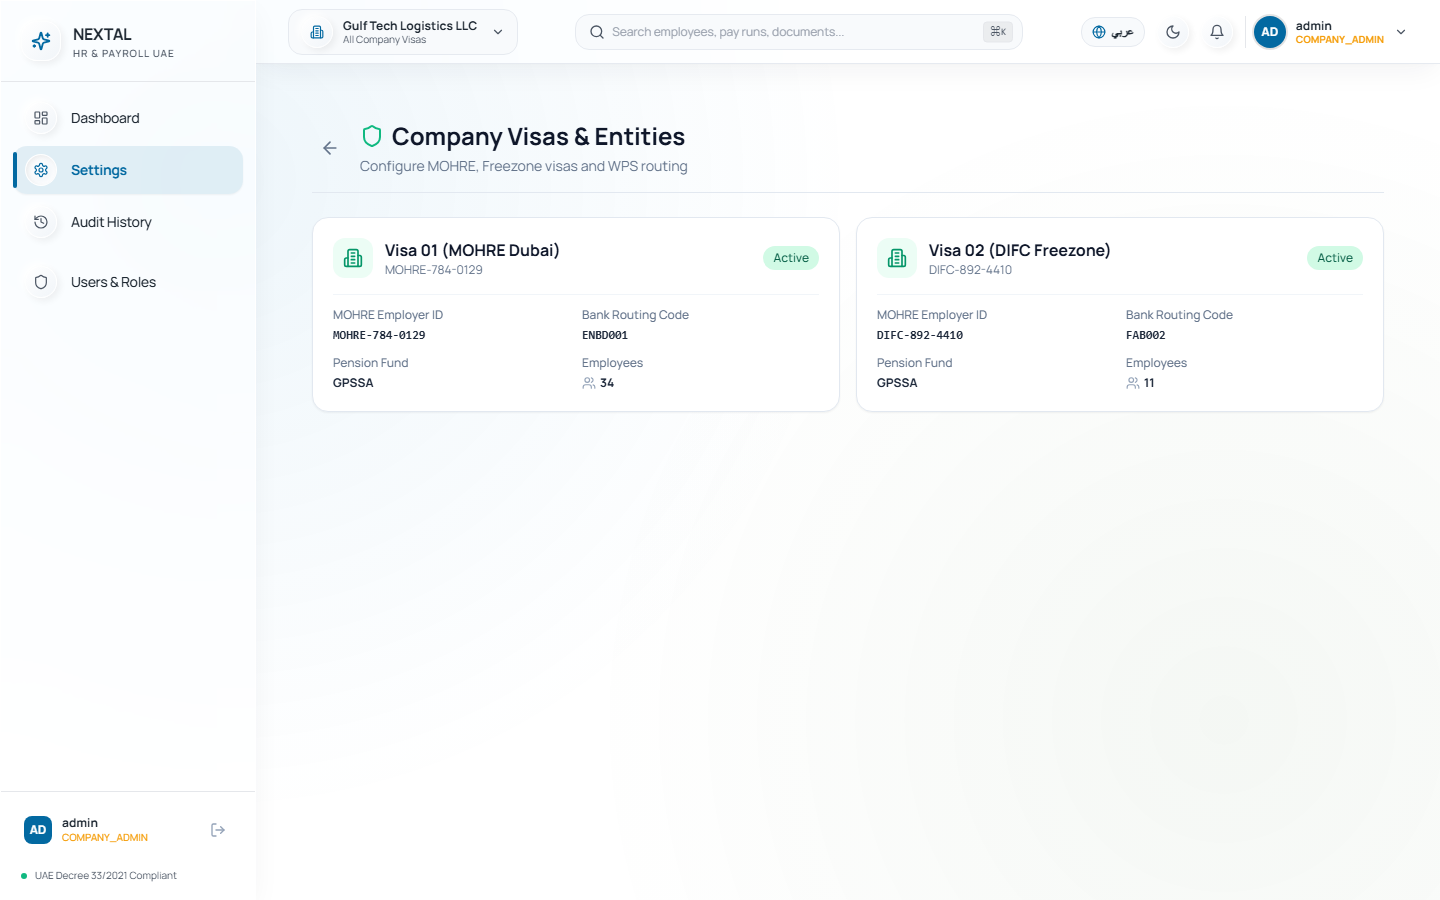 NEXTAL
HR & PAYROLL UAE
Dashboard
Settings
Audit History
Users & Roles
AD
admin
COMPANY_ADMIN
UAE Decree 33/2021 Compliant
Gulf Tech Logistics LLC
All Company Visas
Search employees, pay runs, documents...
⌘K
عربي
AD
admin
COMPANY_ADMIN
Company Visas & Entities
Configure MOHRE, Freezone visas and WPS routing
Visa 01 (MOHRE Dubai)
MOHRE-784-0129
Active
MOHRE Employer ID
MOHRE-784-0129
Bank Routing Code
ENBD001
Pension Fund
GPSSA
Employees
34
Visa 02 (DIFC Freezone)
DIFC-892-4410
Active
MOHRE Employer ID
DIFC-892-4410
Bank Routing Code
FAB002
Pension Fund
GPSSA
Employees
11